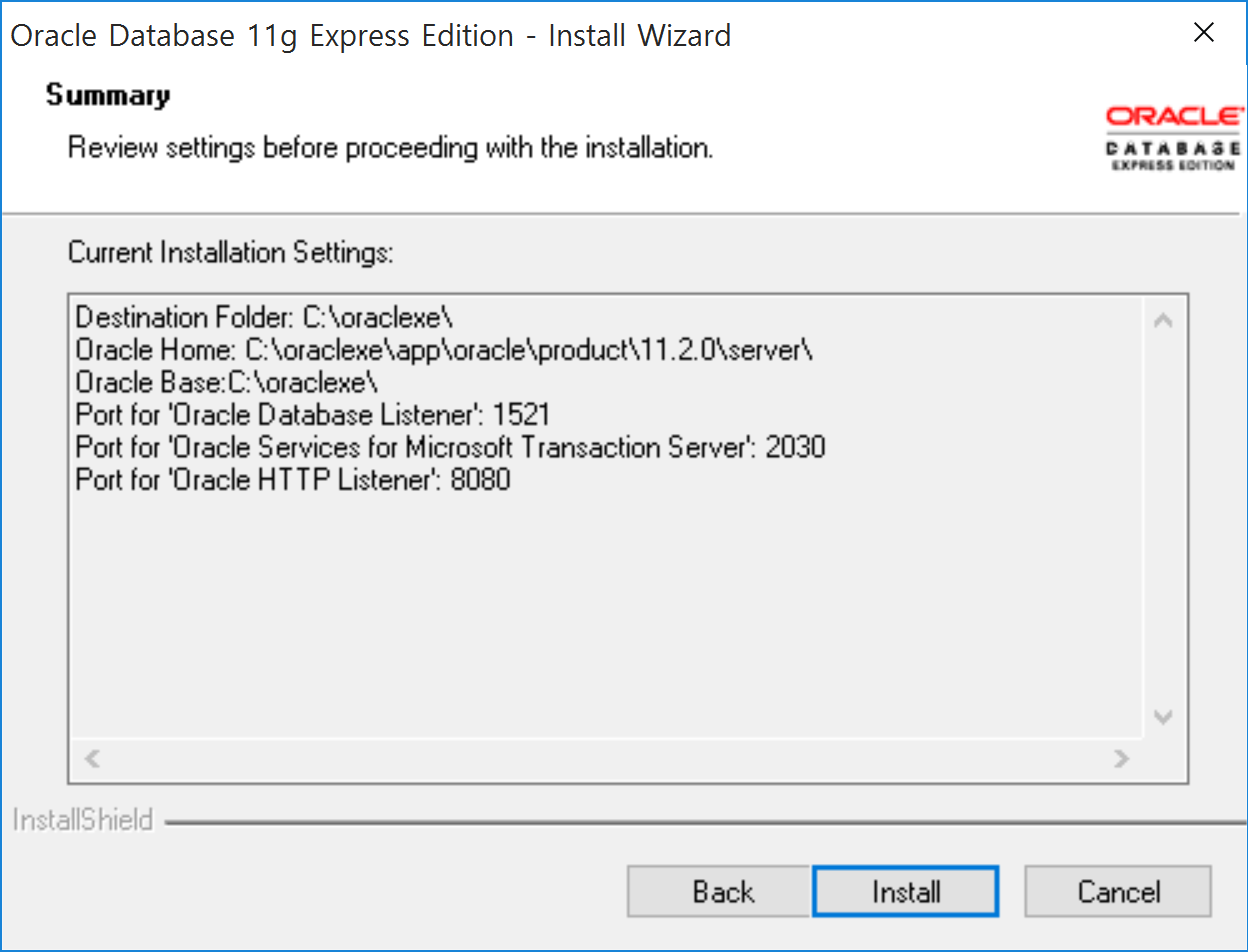 Oracle Database 11g Express Edition - Install Wizard
Summary
Review settings before proceeding with the installation.
ORACLE
DATABASE
EXPRESS EDITION
Current Installation Settings:
Destination Folder: C:\oraclexe\
Oracle Home: C:\oraclexe\app\oracle\product\11.2.0\server\
Oracle Base:C:\oraclexe\
Port for 'Oracle Database Listener': 1521
Port for 'Oracle Services for Microsoft Transaction Server': 2030
Port for 'Oracle HTTP Listener': 8080
InstallShield
Back Install Cancel